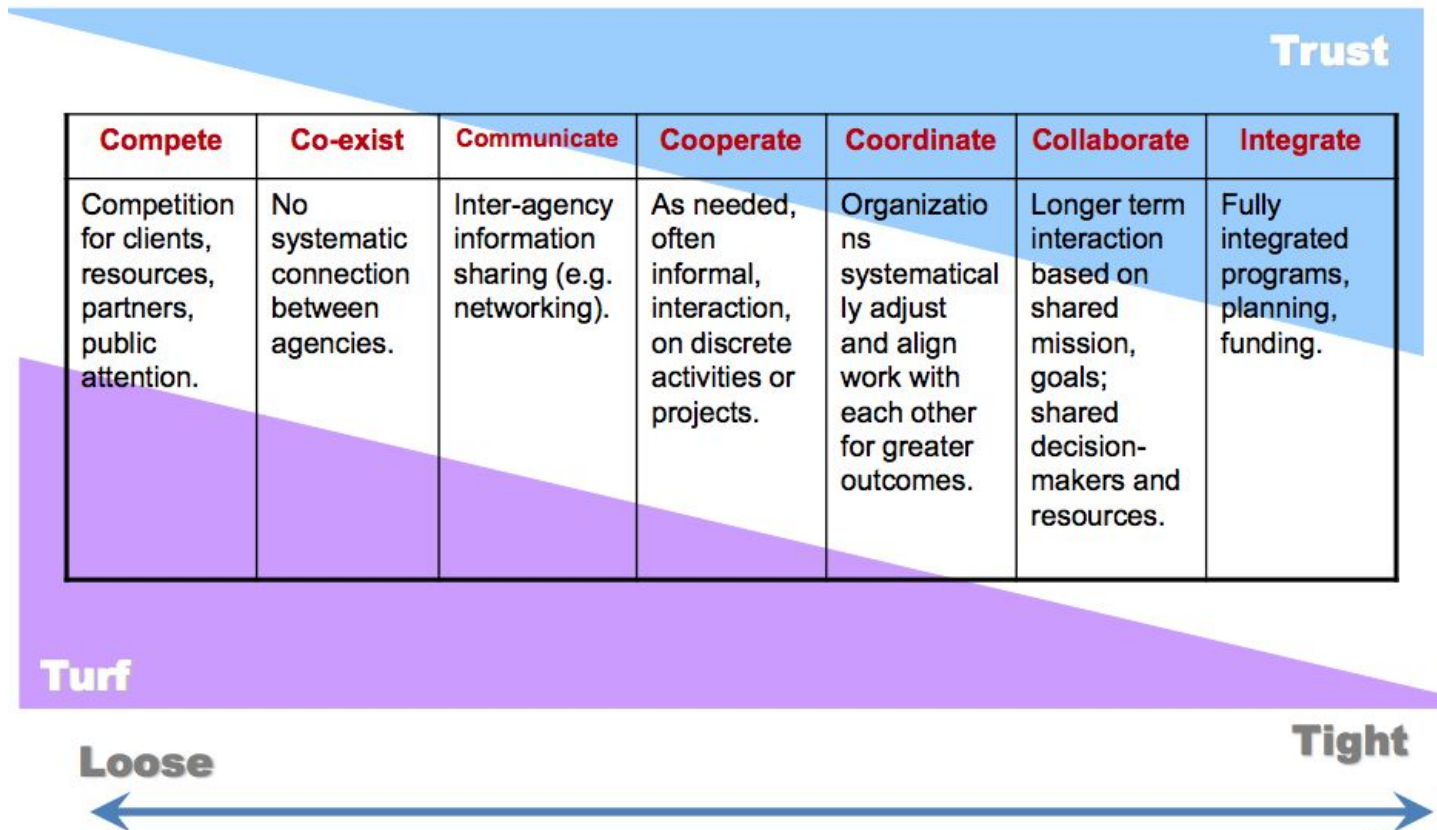 Trust
Compete
Co-exist
Communicate
Cooperate
Coordinate
Collaborate
Integrate
Competition
for clients,
resources,
partners,
public
attention.
No
systematic
connection
between
agencies.
Inter-agency
information
sharing (e.g.
networking).
As needed,
often
informal,
interaction,
on discrete
activities or
projects.
Organizatio
ns
systematical
ly adjust
and align
work with
each other
for greater
outcomes.
Longer term
interaction
based on
shared
mission,
goals;
shared
decision-
makers and
resources.
Fully
integrated
programs,
planning,
funding.
Turf
Loose
Tight